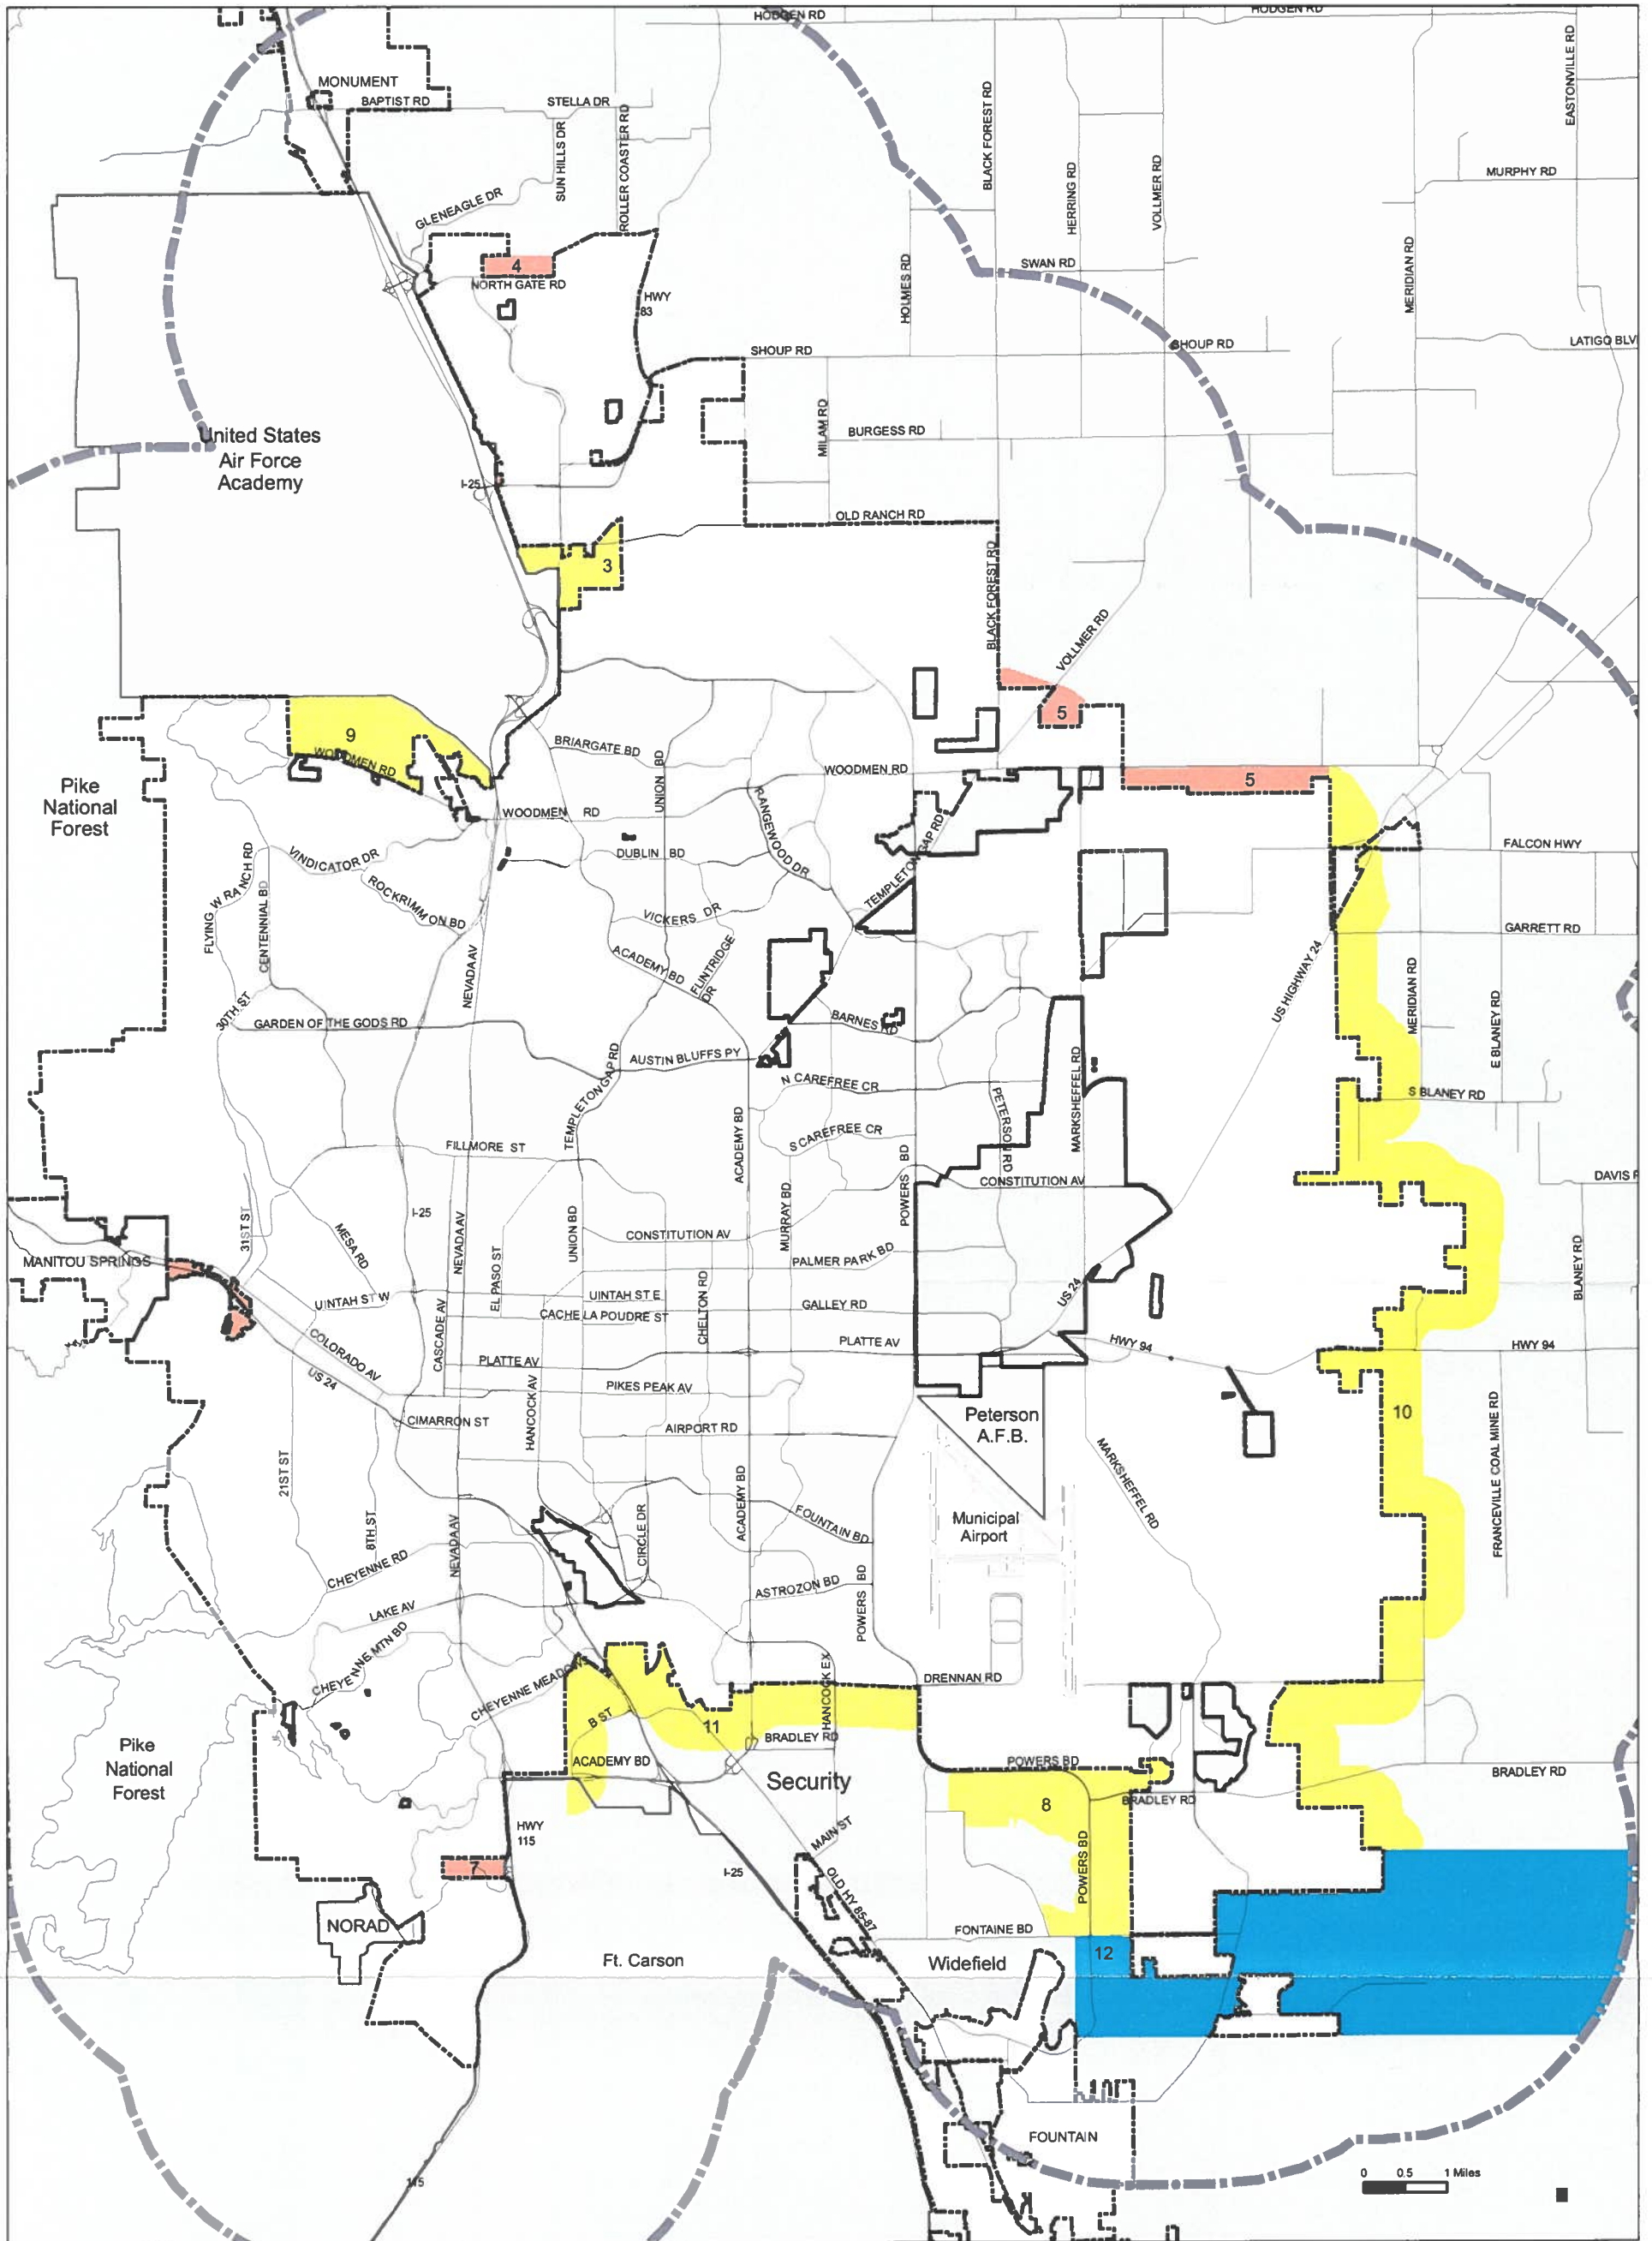 HODGEN RD
HODGEN RD
EASTONVILLE RD
MONUMENT
BAPTIST RD
STELLA DR
SUN HILLS DR
ROLLER COASTER RD
BLACK FOREST RD
HERRING RD
VOLLMER RD
MURPHY RD
GLENEAGLE DR
4
NORTH GATE RD
HWY
83
HOLMES RD
SWAN RD
MERIDIAN RD
SHOUP RD
SHOUP RD
LATIGO BLV
MILAM RD
BURGESS RD
United States
Air Force
Academy
I-25
OLD RANCH RD
3
BLACK FOREST RD
VOLLMER RD
5
9
WOODMEN RD
BRIARGATE BD
UNION BD
WOODMEN RD
5
Pike
National
Forest
WOODMEN RD
RANGEWOOD DR
TEMPLETON GAP RD
FALCON HWY
VINDICATOR DR
DUBLIN BD
FLYING W RANCH RD
CENTENNIAL BD
ROCKRIMMON BD
VICKERS DR
ACADEMY BD
FLINTRIDGE
DR
GARRETT RD
NEVADA AV
US HIGHWAY 24
MERIDIAN RD
E BLANEY RD
30TH ST
GARDEN OF THE GODS RD
BARNES RD
AUSTIN BLUFFS PY
TEMPLETON GAP RD
N CAREFREE CR
PETERSON RD
MARKSHEFFEL RD
S BLANEY RD
FILLMORE ST
S CAREFREE CR
ACADEMY BD
POWERS BD
CONSTITUTION AV
DAVIS R
31ST ST
MESA RD
I-25
NEVADA AV
EL PASO ST
UNION BD
CONSTITUTION AV
MURRAY BD
PALMER PARK BD
BLANEY RD
MANITOU SPRINGS
UINTAH ST W
UINTAH ST E
CACHE LA POUDRE ST
CHELTON RD
GALLEY RD
US 24
COLORADO AV
US 24
CASCADE AV
PLATTE AV
PLATTE AV
HWY 94
HWY 94
PIKES PEAK AV
CIMARRON ST
HANCOCK AV
AIRPORT RD
Peterson
A.F.B.
10
FRANCEVILLE COAL MINE RD
21ST ST
8TH ST
NEVADA AV
CIRCLE DR
ACADEMY BD
FOUNTAIN BD
Municipal
Airport
MARKSHEFFEL RD
CHEYENNE RD
ASTROZON BD
POWERS BD
LAKE AV
CHEYENNE MTN BD
CHEYENNE MEADOWS
DRENNAN RD
HANCOCK EX
B ST
11
BRADLEY RD
ACADEMY BD
Pike
National
Forest
Security
POWERS BD
BRADLEY RD
BRADLEY RD
8
HWY
115
MAIN ST
POWERS BD
7
I-25
OLD HY 85-87
NORAD
FONTAINE BD
Ft. Carson
Widefield
12
FOUNTAIN
115
0 0.5 1 Miles